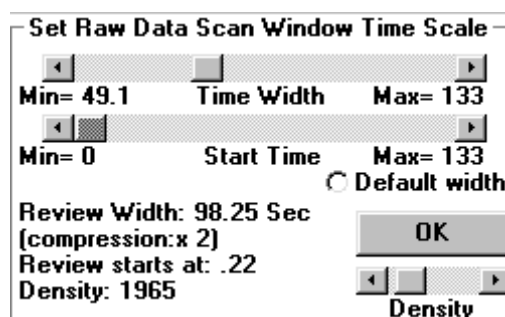 Set Raw Data Scan Window Time Scale
Min= 49.1 Time Width Max= 133
Min= 0 Start Time Max= 133
Default width
Review Width: 98.25 Sec
(compression:x 2)
Review starts at: .22
Density: 1965
OK
Density